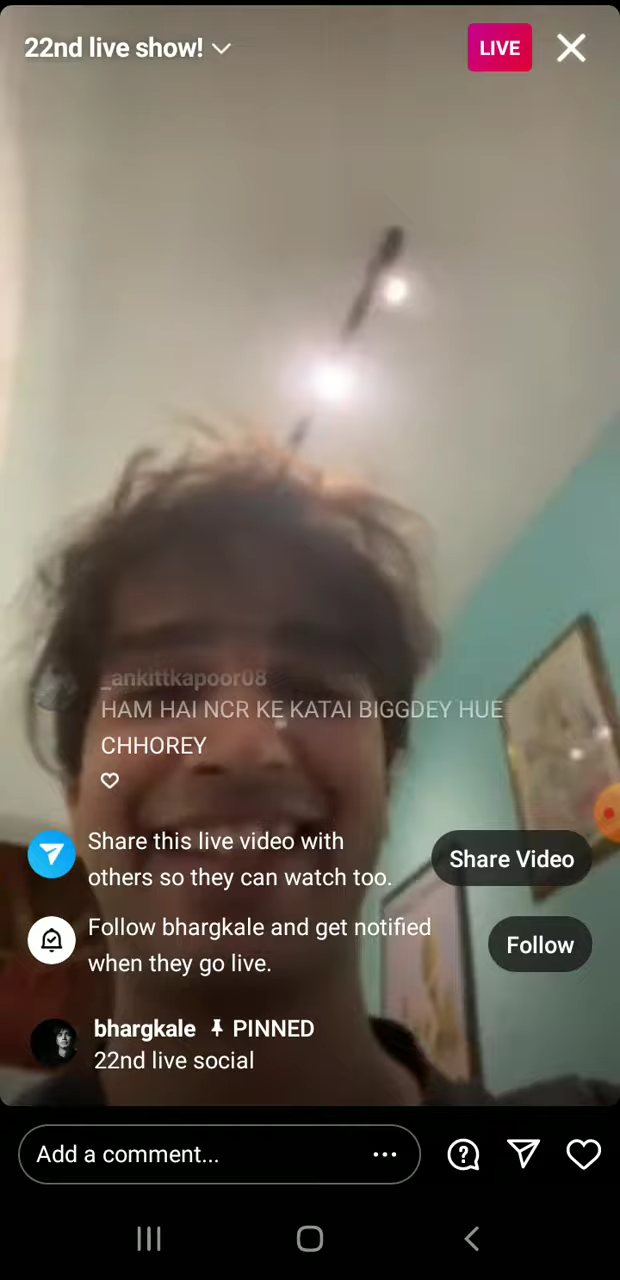 22nd live show!
LIVE
_ankittkapoor08
HAM HAI NCR KE KATAI BIGGDEY HUE
CHHOREY
Share this live video with
others so they can watch too.
Share Video
Follow bhargkale and get notified
when they go live.
Follow
bhargkale PINNED
22nd live social
Add a comment...